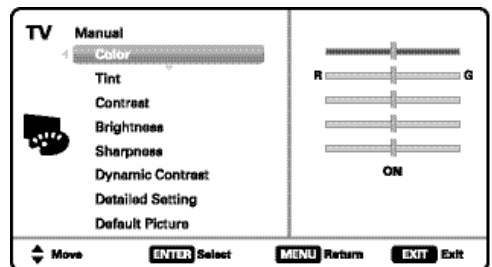 TV Manual
Color
Tint R G
Contrast
Brightness
Sharpness
Dynamic Contrast ON
Detailed Setting
Default Picture
Move ENTER Select MENU Return EXIT Exit